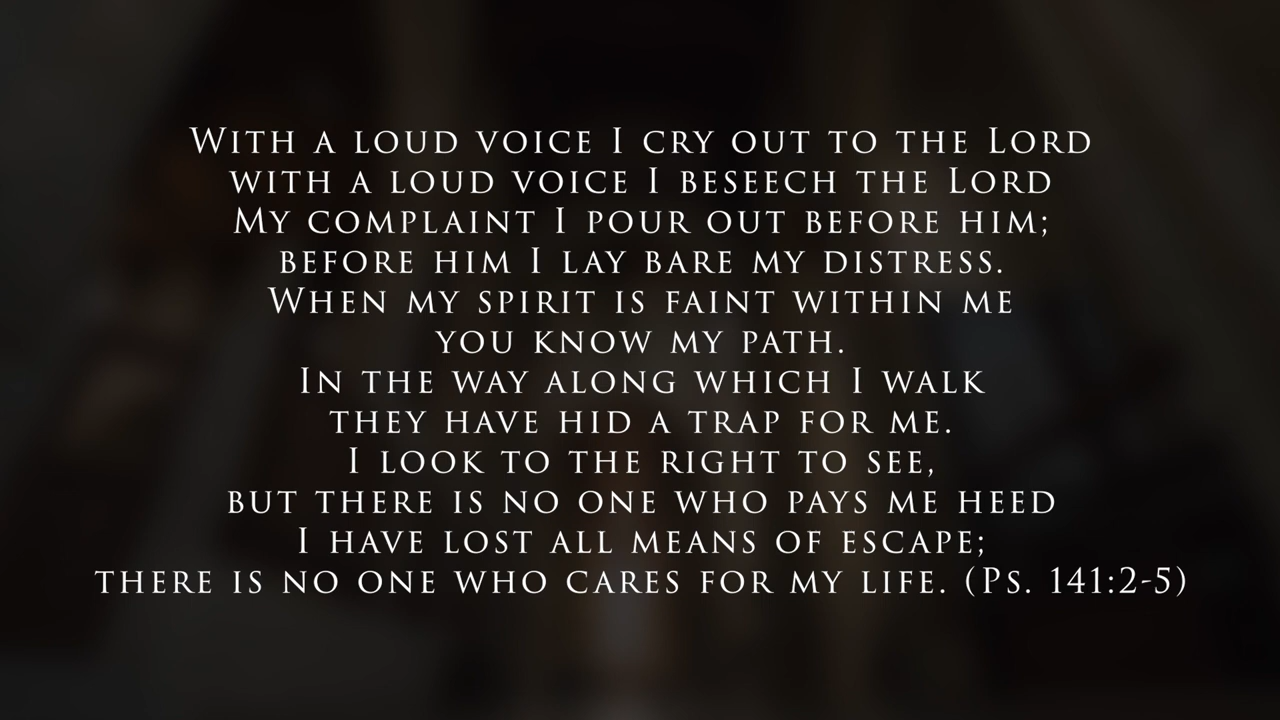 With a loud voice I cry out to the Lord
with a loud voice I beseech the Lord
My complaint I pour out before him;
before him I lay bare my distress.
When my spirit is faint within me
you know my path.
In the way along which I walk
they have hid a trap for me.
I look to the right to see,
but there is no one who pays me heed
I have lost all means of escape;
there is no one who cares for my life. (Ps. 141:2-5)